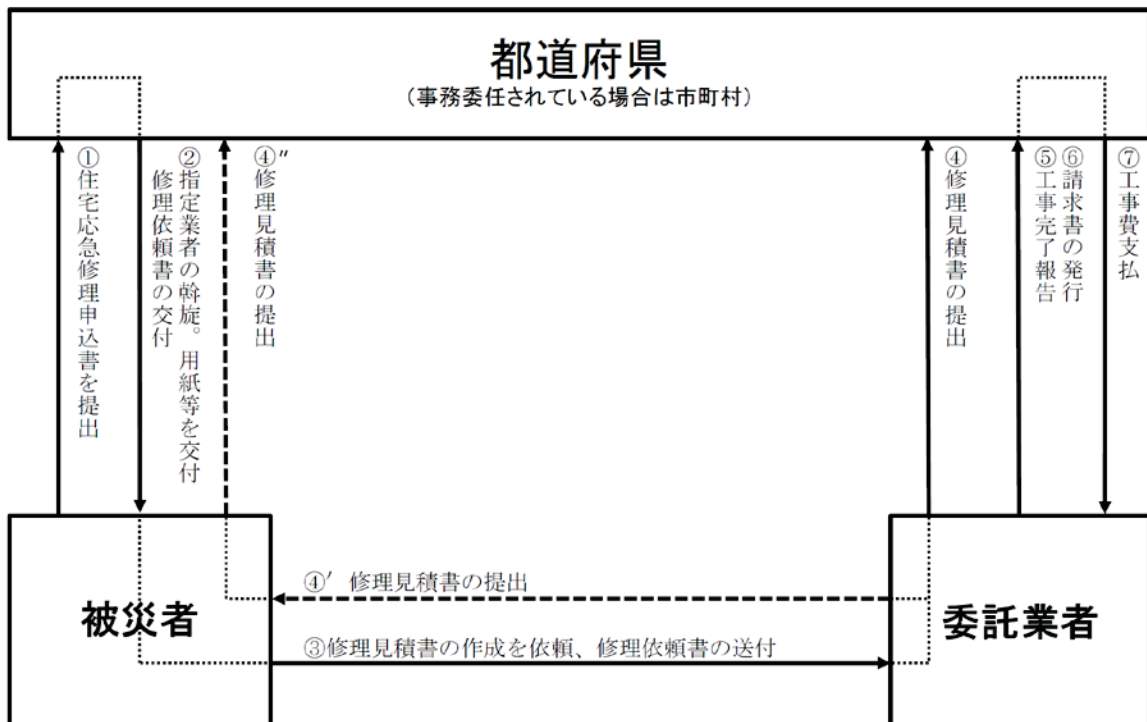 都道府県
（事務委任されている場合は市町村）
①住宅応急修理申込書を提出
②指定業者の斡旋。用紙等を交付
修理依頼書の交付
④″修理見積書の提出
④修理見積書の提出
⑤工事完了報告
⑥請求書の発行
⑦工事費支払
④′修理見積書の提出
被災者
委託業者
③修理見積書の作成を依頼、修理依頼書の送付